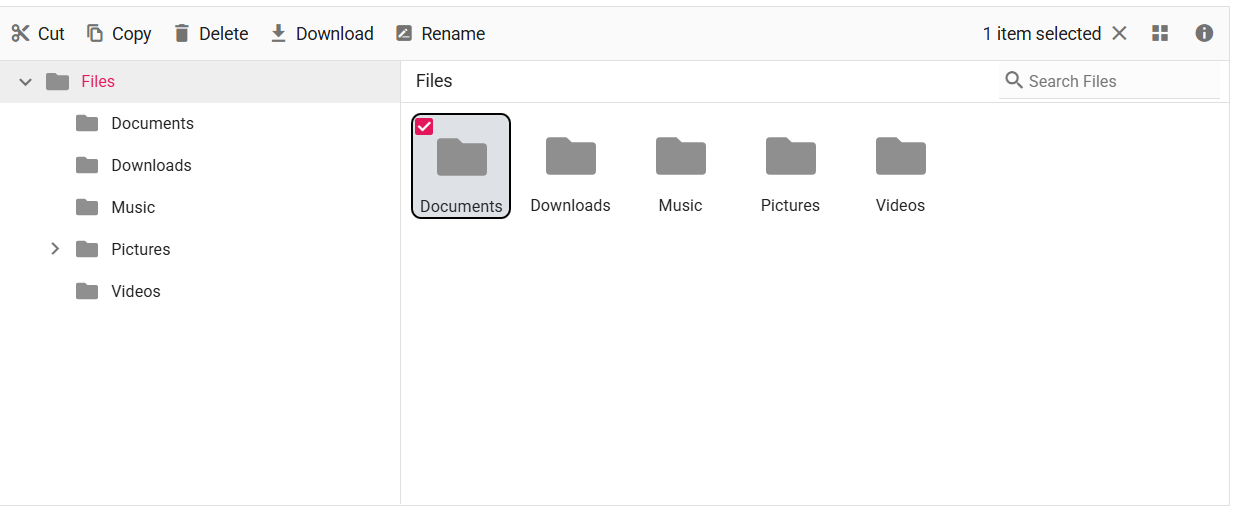 Cut Copy Delete Download Rename 1 item selected
Files
Documents
Downloads
Music
Pictures
Videos
Files Search Files
Documents Downloads Music Pictures Videos